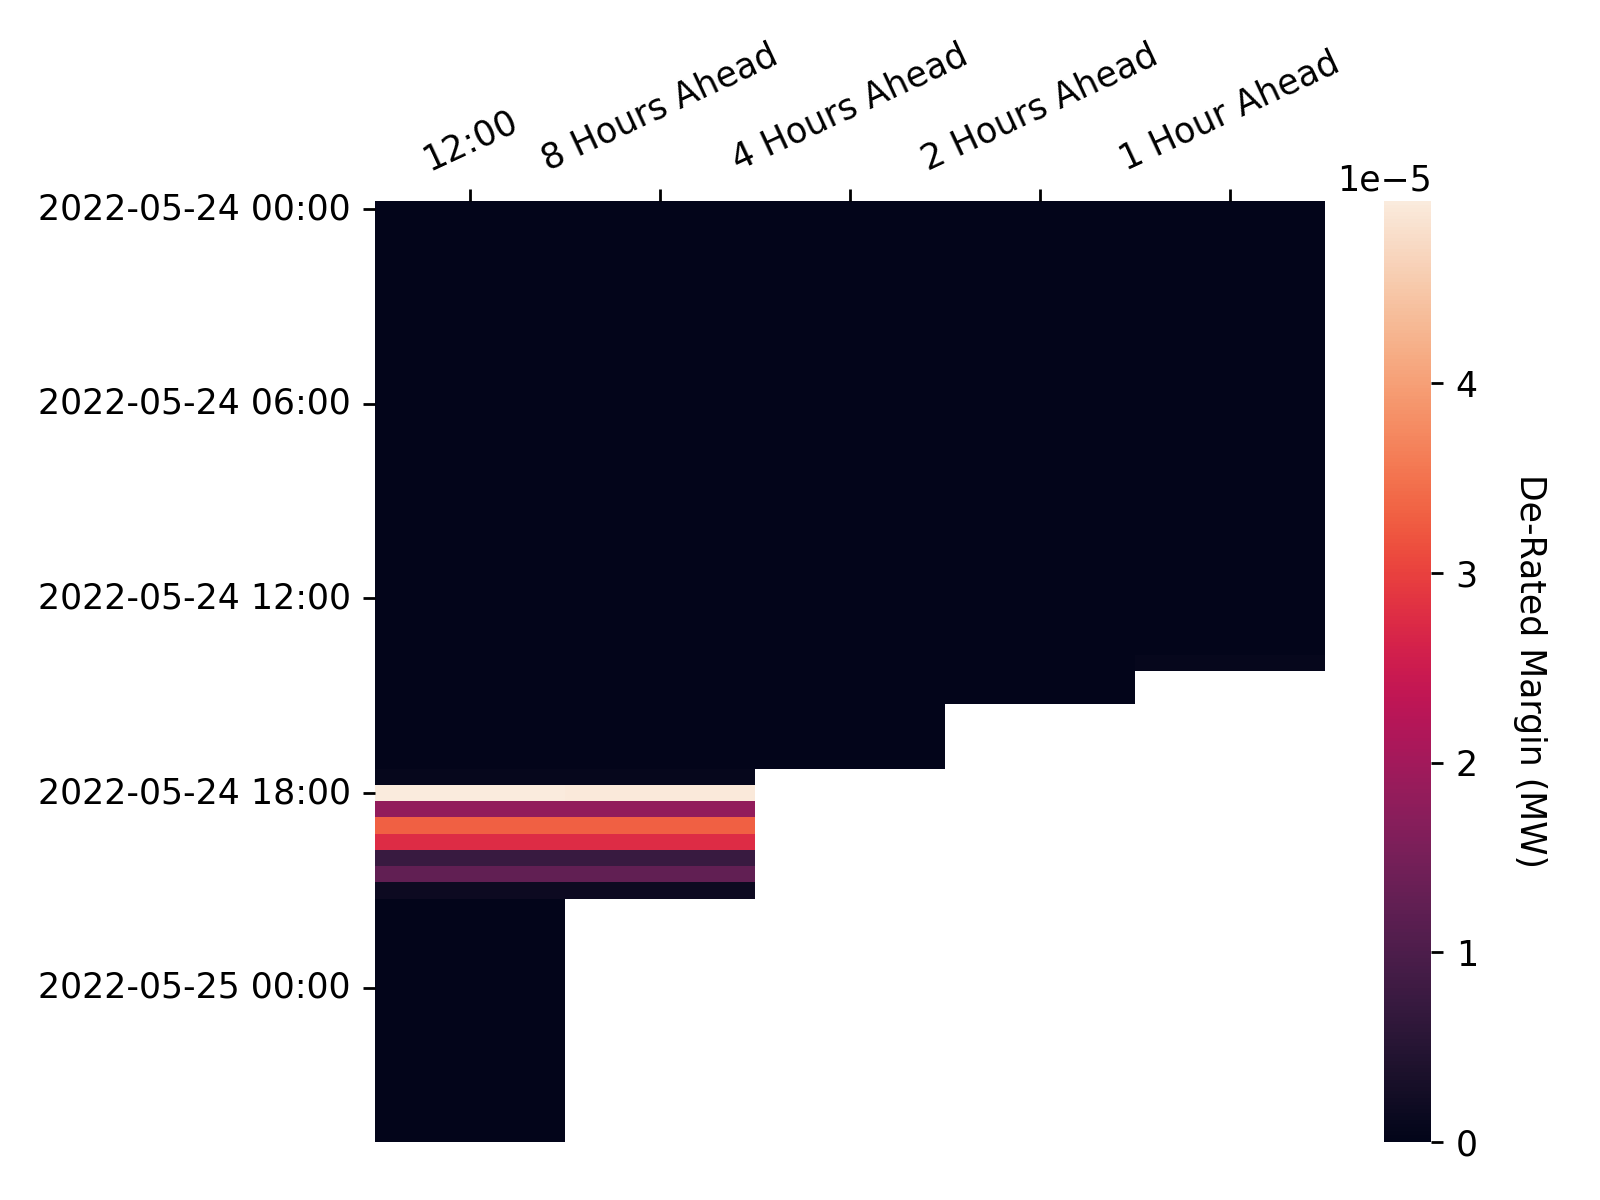 12:00
8 Hours Ahead
4 Hours Ahead
2 Hours Ahead
1 Hour Ahead
1e−5
2022-05-24 00:00
2022-05-24 06:00
2022-05-24 12:00
2022-05-24 18:00
2022-05-25 00:00
4
3
2
1
0
De-Rated Margin (MW)